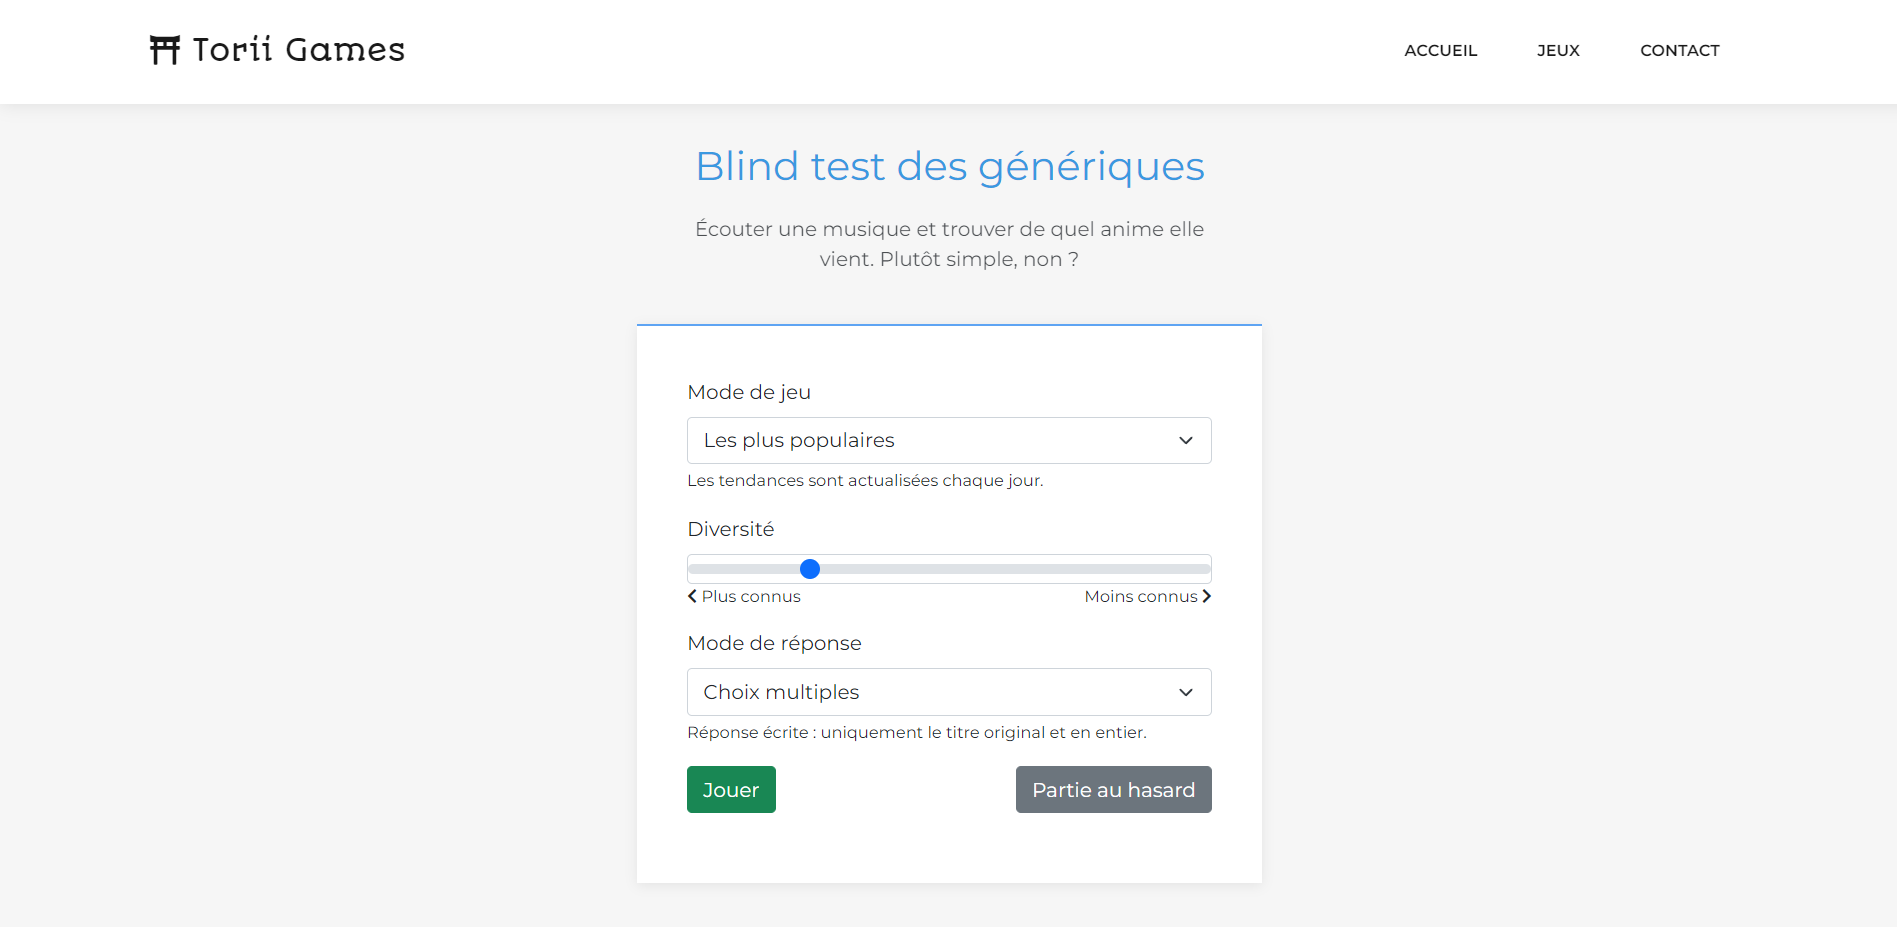 Torii Games
ACCUEIL JEUX CONTACT
Blind test des génériques
Écouter une musique et trouver de quel anime elle
vient. Plutôt simple, non ?
Mode de jeu
Les plus populaires
Les tendances sont actualisées chaque jour.
Diversité
Plus connus Moins connus
Mode de réponse
Choix multiples
Réponse écrite : uniquement le titre original et en entier.
Jouer Partie au hasard